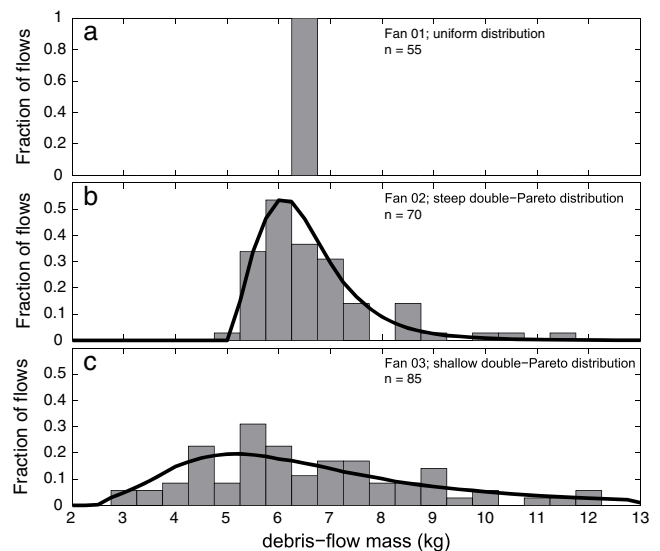 a
Fan 01; uniform distribution
n = 55
Fraction of flows
1
0.8
0.6
0.4
0.2
0
b
Fan 02; steep double−Pareto distribution
n = 70
Fraction of flows
0.5
0.4
0.3
0.2
0.1
0
c
Fan 03; shallow double−Pareto distribution
n = 85
Fraction of flows
0.5
0.4
0.3
0.2
0.1
0
2 3 4 5 6 7 8 9 10 11 12 13
debris−flow mass (kg)